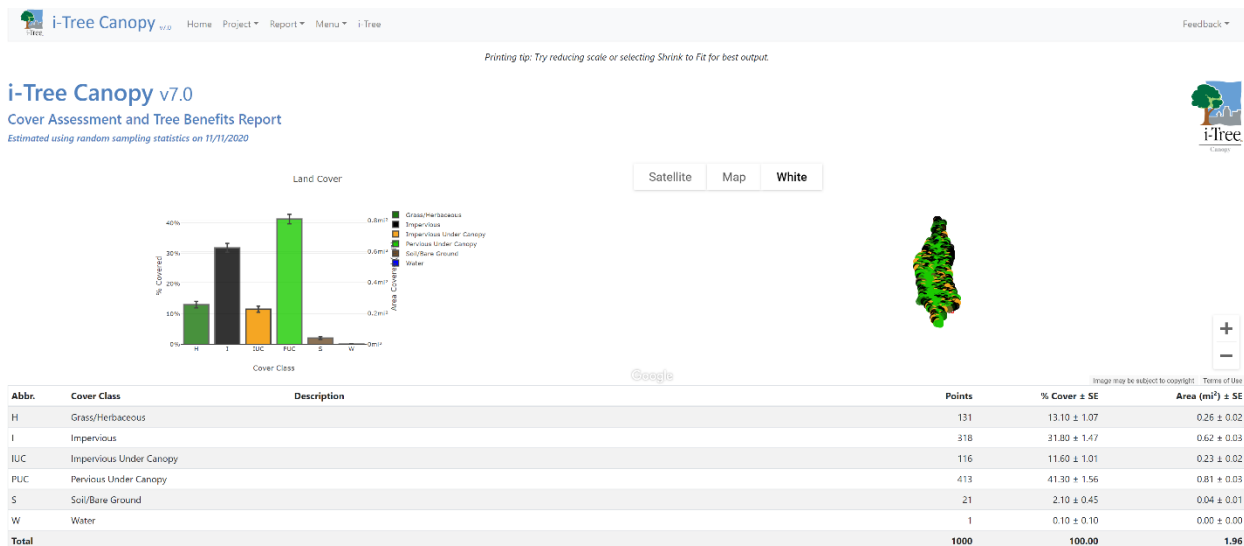 i-Tree Canopy v7.0 Home Project Report Menu i-Tree Feedback
i-Tree
Printing tip: Try reducing scale or selecting Shrink to Fit for best output.
i-Tree Canopy v7.0
Cover Assessment and Tree Benefits Report
Estimated using random sampling statistics on 11/11/2020
i-Tree
Canopy
Land Cover
Satellite Map White
40%
30%
20%
10%
0%
% Covered
0.8mi²
0.6mi²
0.4mi²
0.2mi²
0mi²
Area Covered
Grass/Herbaceous
Impervious
Impervious Under Canopy
Pervious Under Canopy
Soil/Bare Ground
Water
H I IUC PUC S W
Cover Class
+
−
Google
Image may be subject to copyright Terms of Use
Abbr. Cover Class Description Points % Cover ± SE Area (mi²) ± SE
H Grass/Herbaceous 131 13.10 ± 1.07 0.26 ± 0.02
I Impervious 318 31.80 ± 1.47 0.62 ± 0.03
IUC Impervious Under Canopy 116 11.60 ± 1.01 0.23 ± 0.02
PUC Pervious Under Canopy 413 41.30 ± 1.56 0.81 ± 0.03
S Soil/Bare Ground 21 2.10 ± 0.45 0.04 ± 0.01
W Water 1 0.10 ± 0.10 0.00 ± 0.00
Total 1000 100.00 1.96